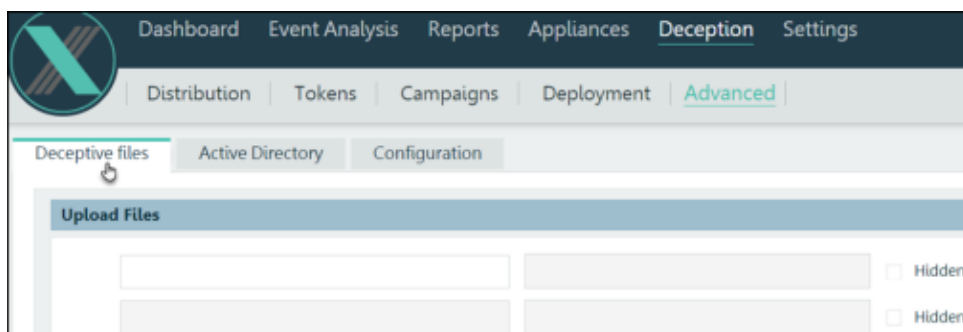 Dashboard Event Analysis Reports Appliances Deception Settings
Distribution Tokens Campaigns Deployment Advanced
Deceptive files Active Directory Configuration
Upload Files
Hidden
Hidden